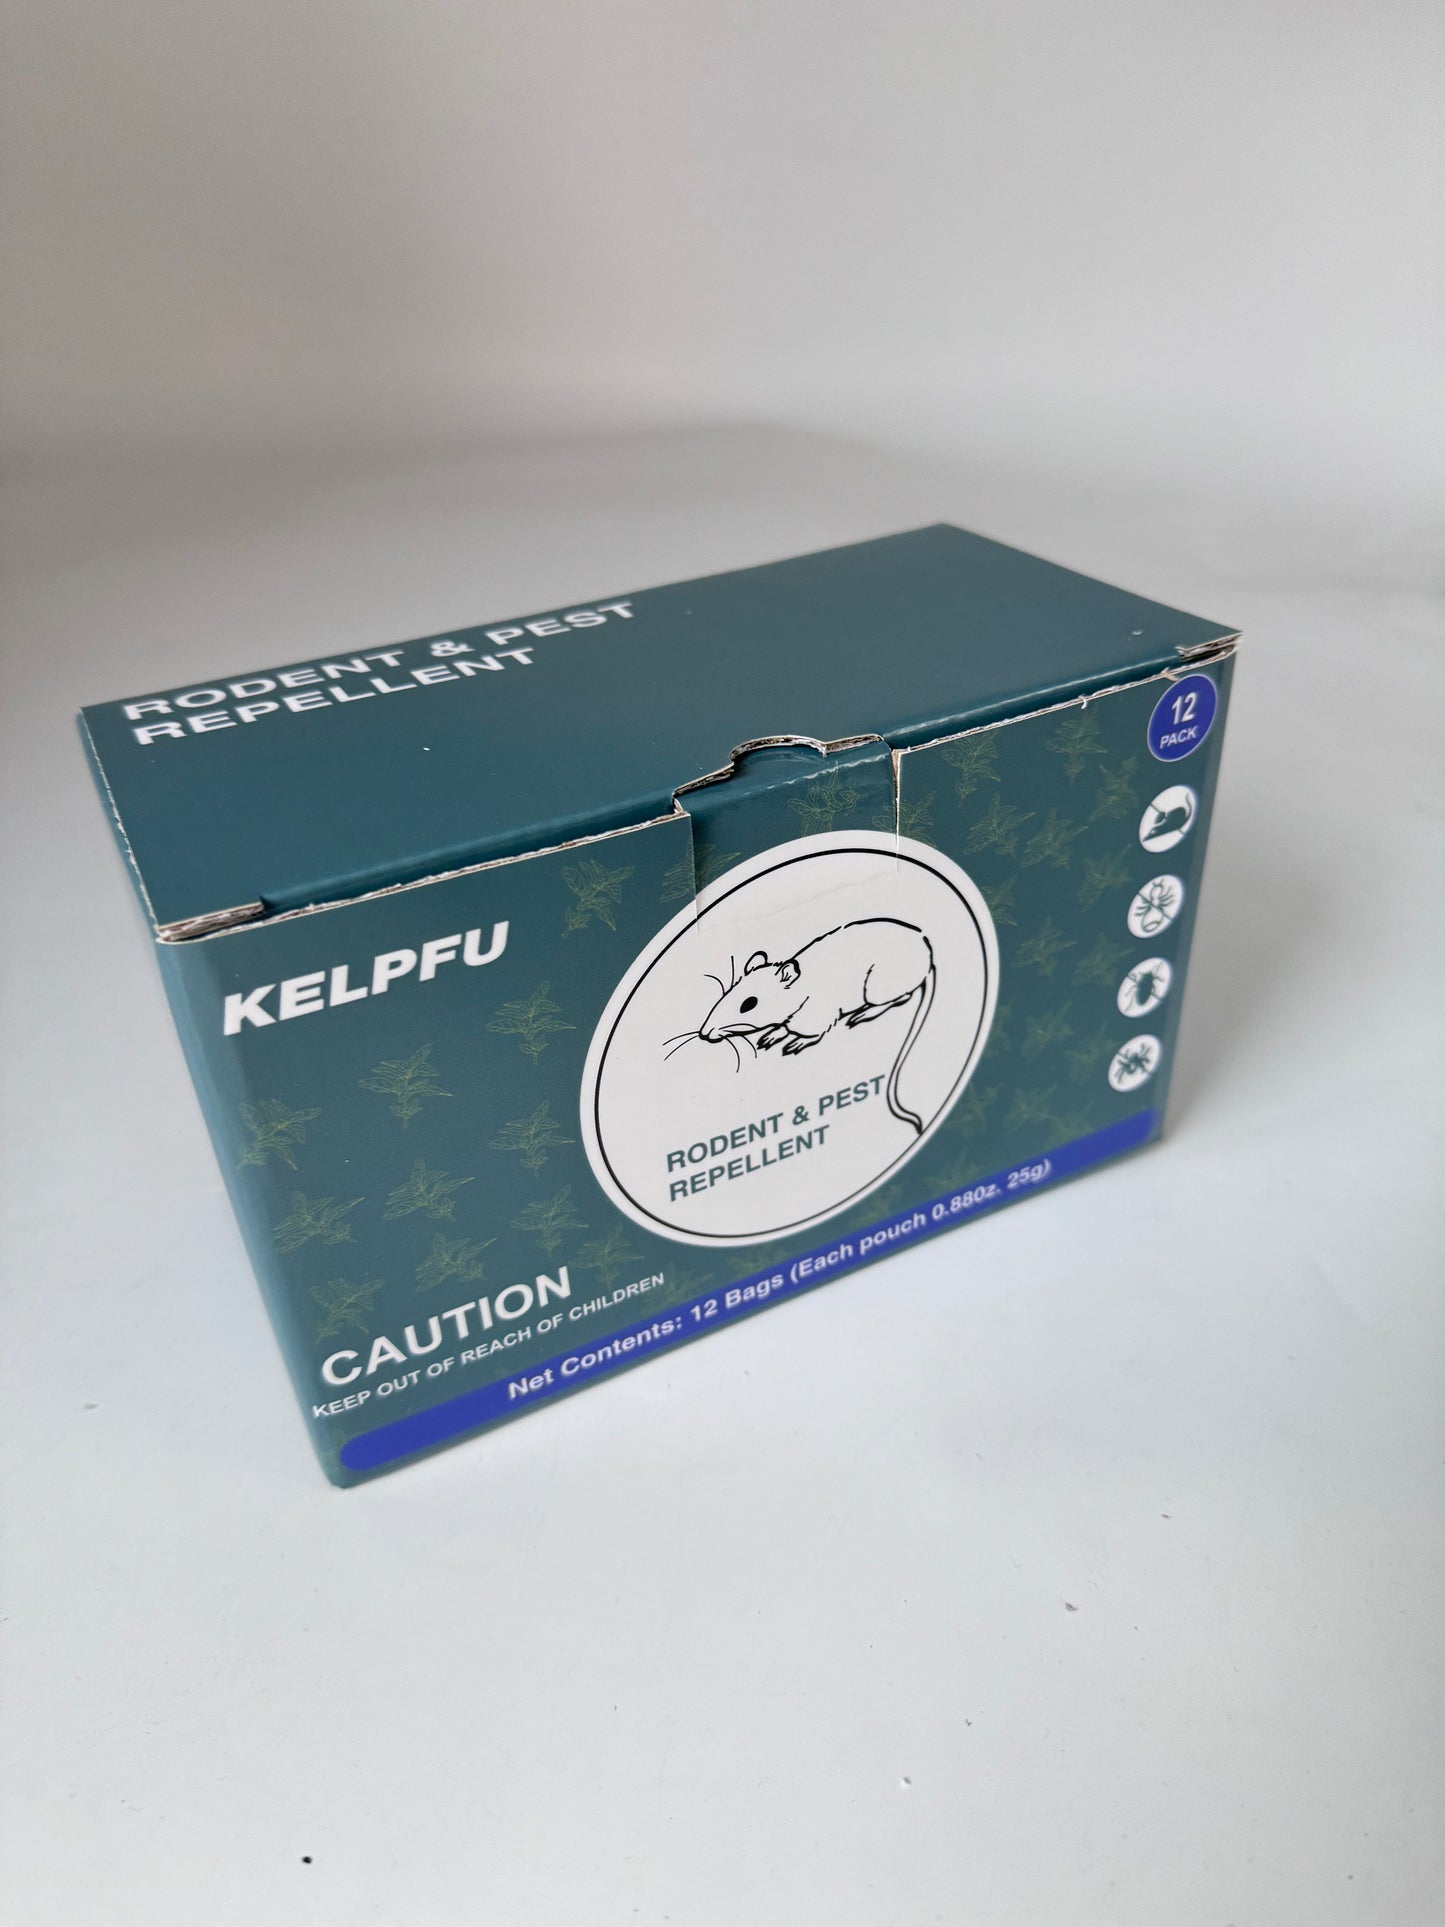 RODENT & PEST
REPELLENT
KELPFU
12
PACK
RODENT & PEST
REPELLENT
CAUTION
KEEP OUT OF REACH OF CHILDREN
Net Contents: 12 Bags (Each pouch 0.88oz. 25g)